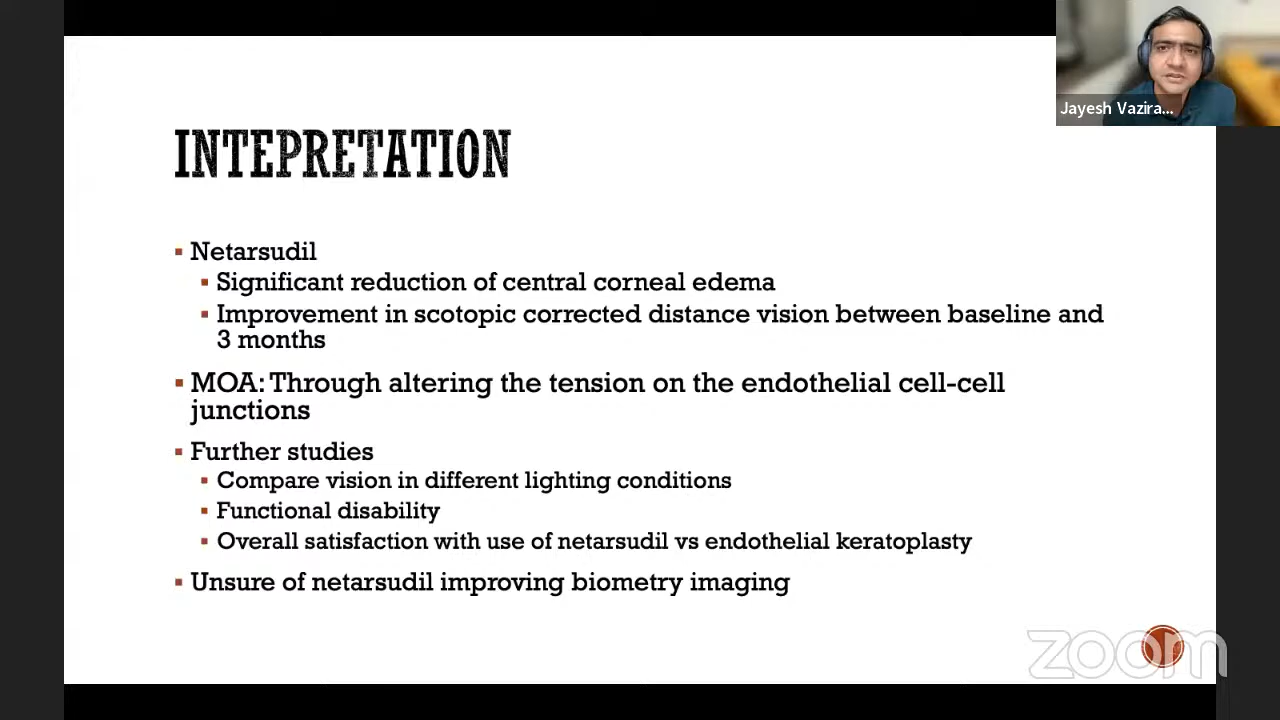 Jayesh Vazira...
INTEPRETATION
▪ Netarsudil
▪ Significant reduction of central corneal edema
▪ Improvement in scotopic corrected distance vision between baseline and
3 months
▪ MOA: Through altering the tension on the endothelial cell-cell
junctions
▪ Further studies
▪ Compare vision in different lighting conditions
▪ Functional disability
▪ Overall satisfaction with use of netarsudil vs endothelial keratoplasty
▪ Unsure of netarsudil improving biometry imaging
zoom